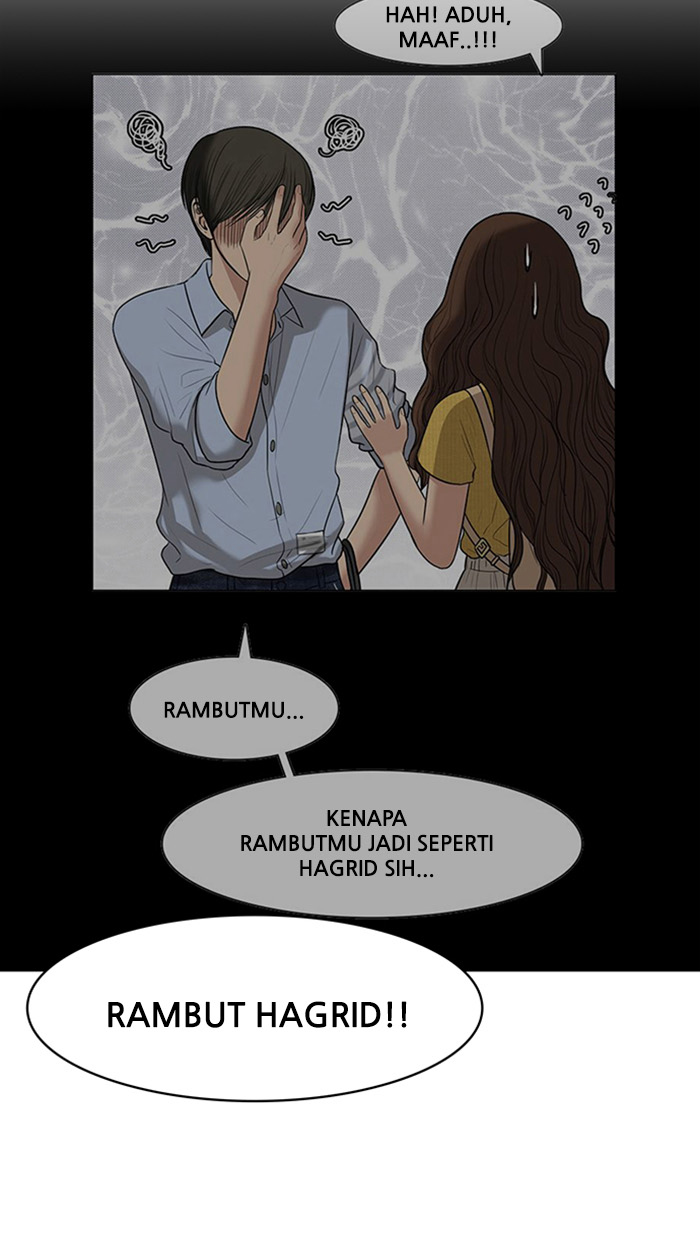 HAH! ADUH,
MAAF..!!!
RAMBUTMU...
KENAPA
RAMBUTMU JADI SEPERTI
HAGRID SIH...
RAMBUT HAGRID!!